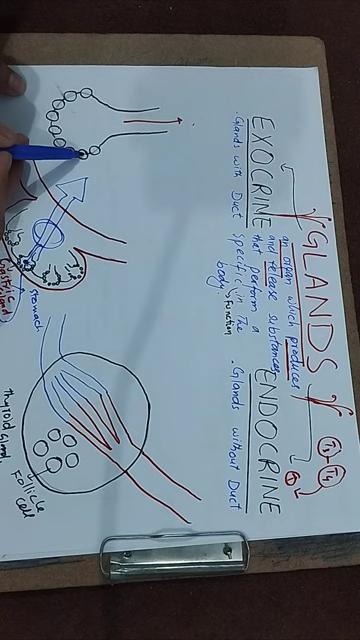 GLANDS
an organ which produces
and release substances
that perform a
specific function in the
body.
EXOCRINE
Glands with Duct
ENDOCRINE
. Glands without Duct
T3 T4
stomach
Gastric
gland
Thyroid Gland
Follicle
cell